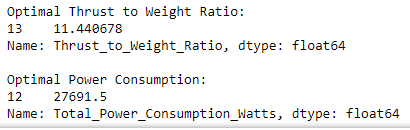 Optimal Thrust to Weight Ratio:
13    11.440678
Name: Thrust_to_Weight_Ratio, dtype: float64
Optimal Power Consumption:
12    27691.5
Name: Total_Power_Consumption_Watts, dtype: float64